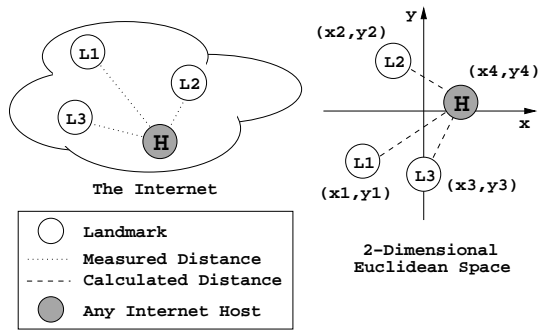 L1
L2
L3
H
The Internet
Landmark
Measured Distance
Calculated Distance
Any Internet Host
y
(x2,y2)
L2
(x4,y4)
H
x
L1
L3
(x1,y1)
(x3,y3)
2-Dimensional
Euclidean Space